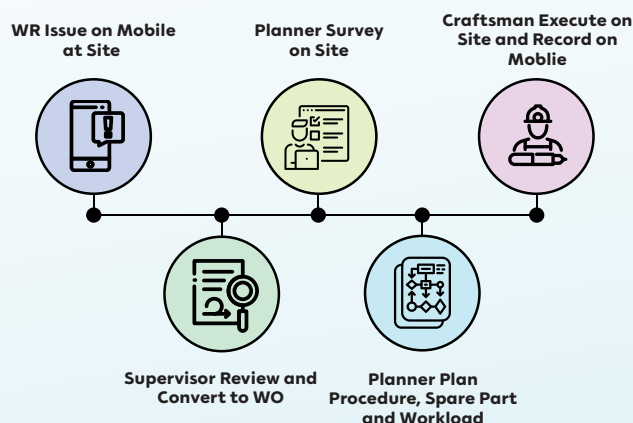 WR Issue on Mobile
at Site
Planner Survey
on Site
Craftsman Execute on
Site and Record on
Moblie
Supervisor Review and
Convert to WO
Planner Plan
Procedure, Spare Part
and Workload